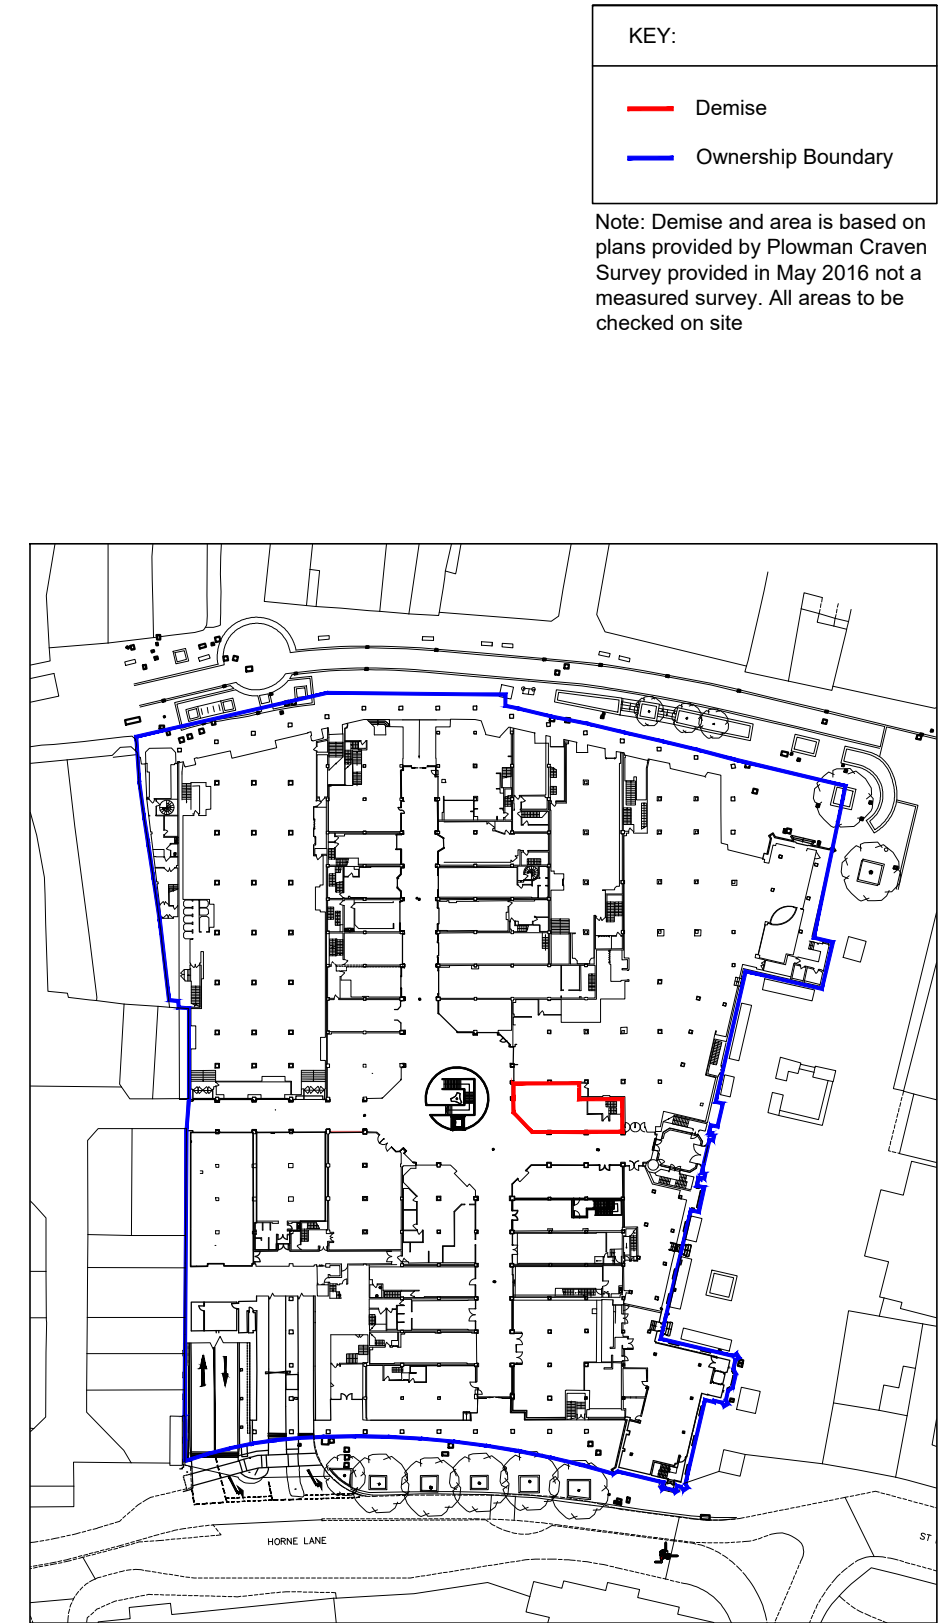 KEY:
Demise
Ownership Boundary
Note: Demise and area is based on
plans provided by Plowman Craven
Survey provided in May 2016 not a
measured survey. All areas to be
checked on site
HORNE LANE
ST